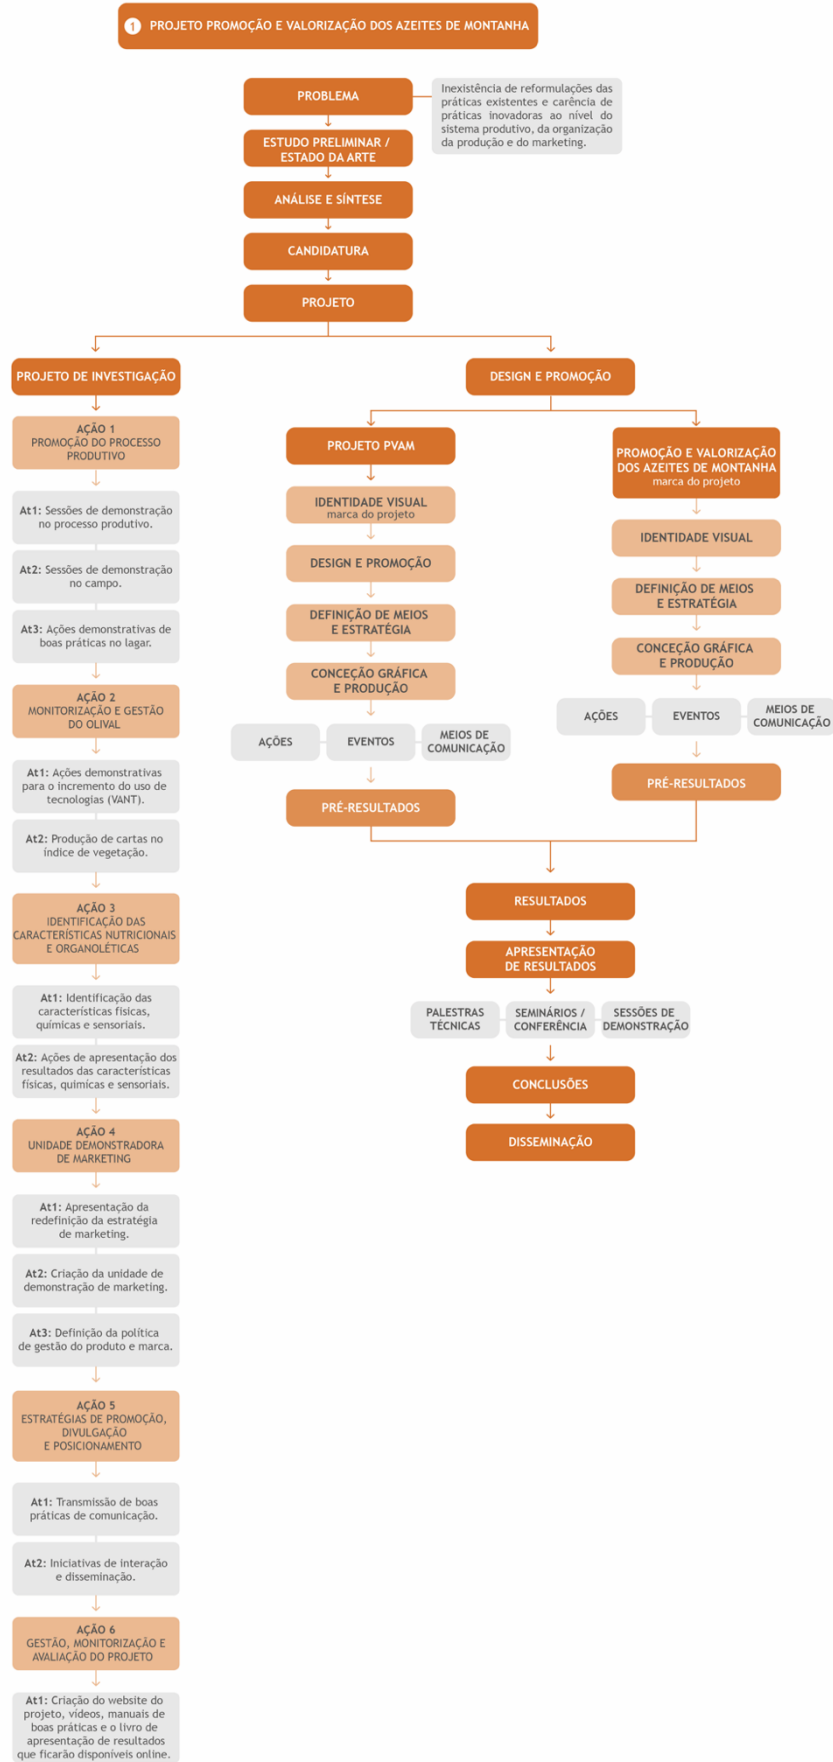 1 PROJETO PROMOÇÃO E VALORIZAÇÃO DOS AZEITES DE MONTANHA
PROBLEMA
Inexistência de reformulações das
práticas existentes e carência de
práticas inovadoras ao nível do
sistema produtivo, da organização
da produção e do marketing.
ESTUDO PRELIMINAR /
ESTADO DA ARTE
ANÁLISE E SÍNTESE
CANDIDATURA
PROJETO
PROJETO DE INVESTIGAÇÃO
AÇÃO 1
PROMOÇÃO DO PROCESSO
PRODUTIVO
At1: Sessões de demonstração
no processo produtivo.
At2: Sessões de demonstração
no campo.
At3: Ações demonstrativas de
boas práticas no lagar.
AÇÃO 2
MONITORIZAÇÃO E GESTÃO
DO OLIVAL
At1: Ações demonstrativas
para o incremento do uso de
tecnologias (VANT).
At2: Produção de cartas no
índice de vegetação.
AÇÃO 3
IDENTIFICAÇÃO DAS
CARACTERÍSTICAS NUTRICIONAIS
E ORGANOLÉTICAS
At1: Identificação das
características fisicas,
químicas e sensoriais.
At2: Ações de apresentação dos
resultados das características
físicas, quimícas e sensoriais.
AÇÃO 4
UNIDADE DEMONSTRADORA
DE MARKETING
At1: Apresentação da
redefinição da estratégia
de marketing.
At2: Criação da unidade de
demonstração de marketing.
At3: Definição da política
de gestão do produto e marca.
AÇÃO 5
ESTRATÉGIAS DE PROMOÇÃO,
DIVULGAÇÃO
E POSICIONAMENTO
At1: Transmissão de boas
práticas de comunicação.
At2: Iniciativas de interação
e disseminação.
AÇÃO 6
GESTÃO, MONITORIZAÇÃO E
AVALIAÇÃO DO PROJETO
At1: Criação do website do
projeto, vídeos, manuais de
boas práticas e o livro de
apresentação de resultados
que ficarão disponíveis online.
DESIGN E PROMOÇÃO
PROJETO PVAM
IDENTIDADE VISUAL
marca do projeto
DESIGN E PROMOÇÃO
DEFINIÇÃO DE MEIOS
E ESTRATÉGIA
CONCEÇÃO GRÁFICA
E PRODUÇÃO
AÇÕES
EVENTOS
MEIOS DE
COMUNICAÇÃO
PRÉ-RESULTADOS
PROMOÇÃO E VALORIZAÇÃO
DOS AZEITES DE MONTANHA
marca do projeto
IDENTIDADE VISUAL
DEFINIÇÃO DE MEIOS
E ESTRATÉGIA
CONCEÇÃO GRÁFICA
E PRODUÇÃO
AÇÕES
EVENTOS
MEIOS DE
COMUNICAÇÃO
PRÉ-RESULTADOS
RESULTADOS
APRESENTAÇÃO
DE RESULTADOS
PALESTRAS
TÉCNICAS
SEMINÁRIOS /
CONFERÊNCIA
SESSÕES DE
DEMONSTRAÇÃO
CONCLUSÕES
DISSEMINAÇÃO